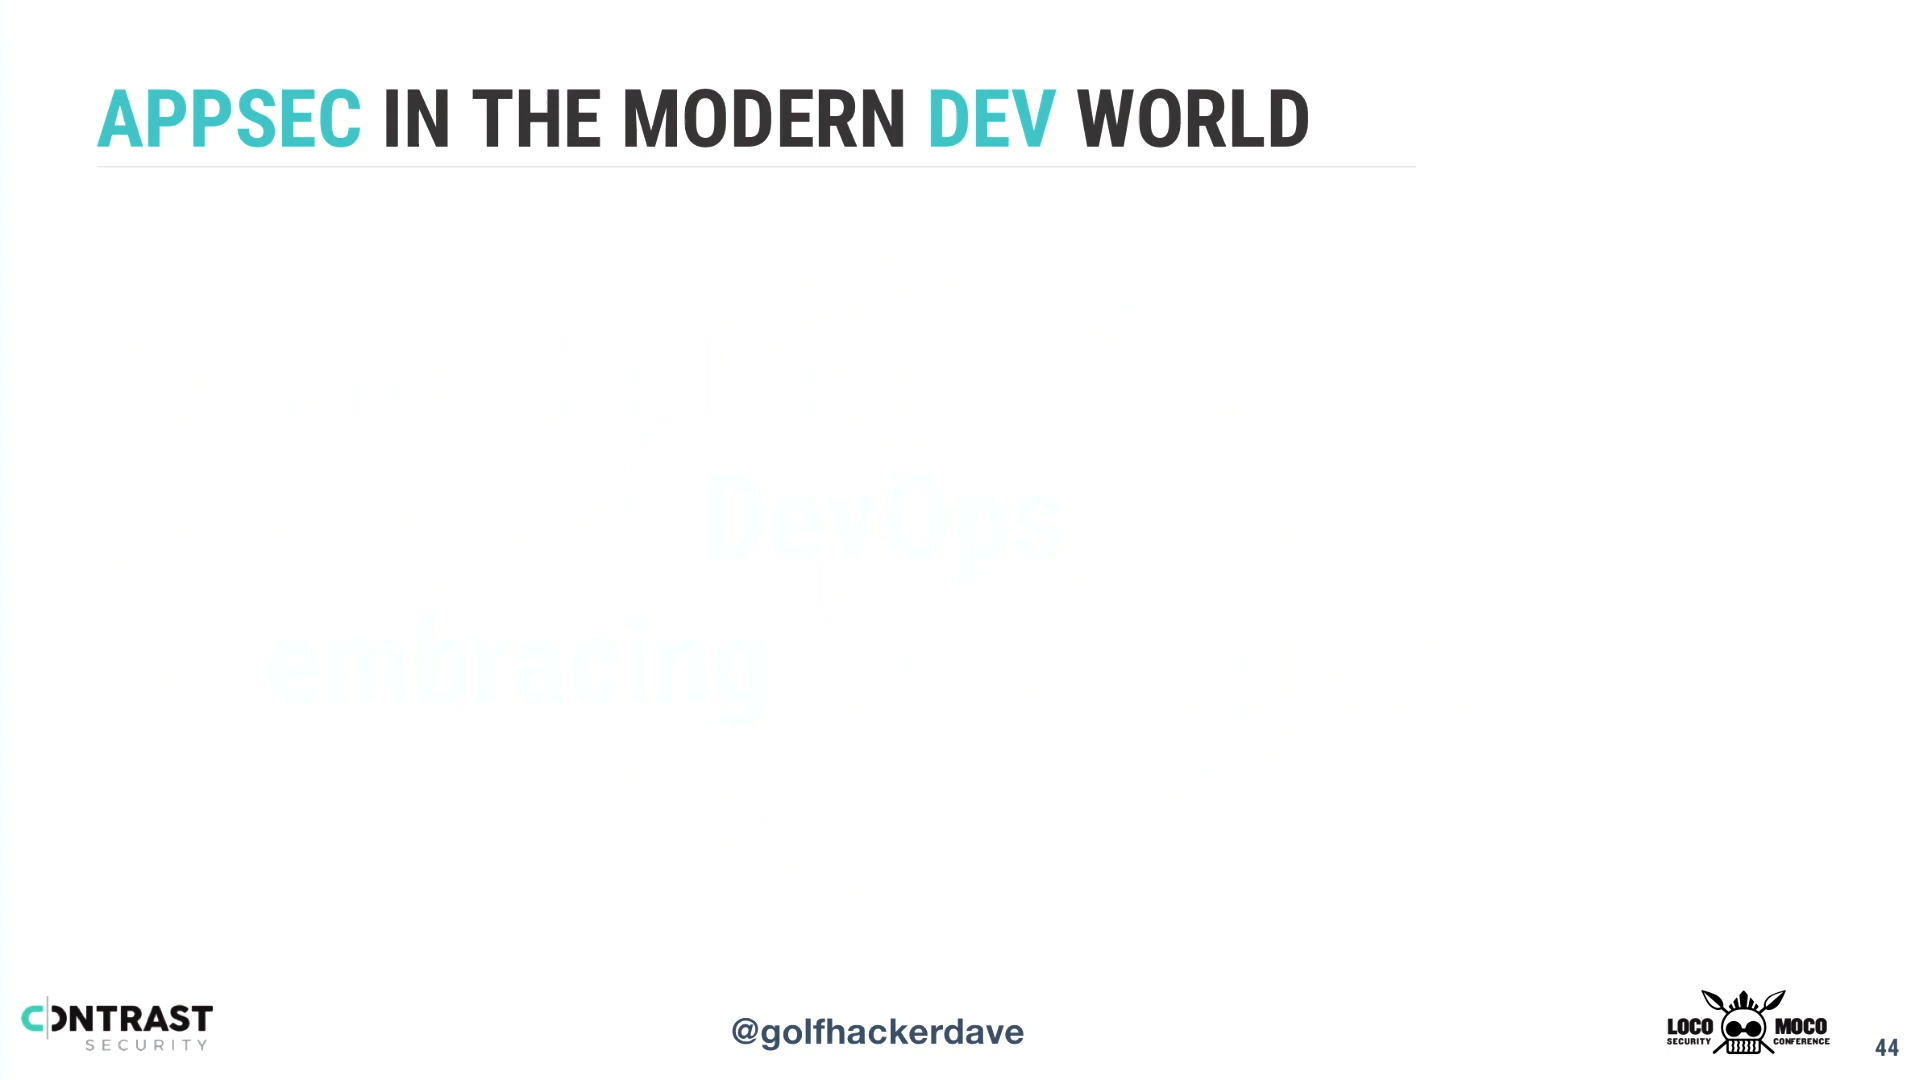 APPSEC IN THE MODERN DEV WORLD
DevOps
embracing
CONTRAST
SECURITY
@golfhackerdave
LOCO MOCO
SECURITY CONFERENCE
44